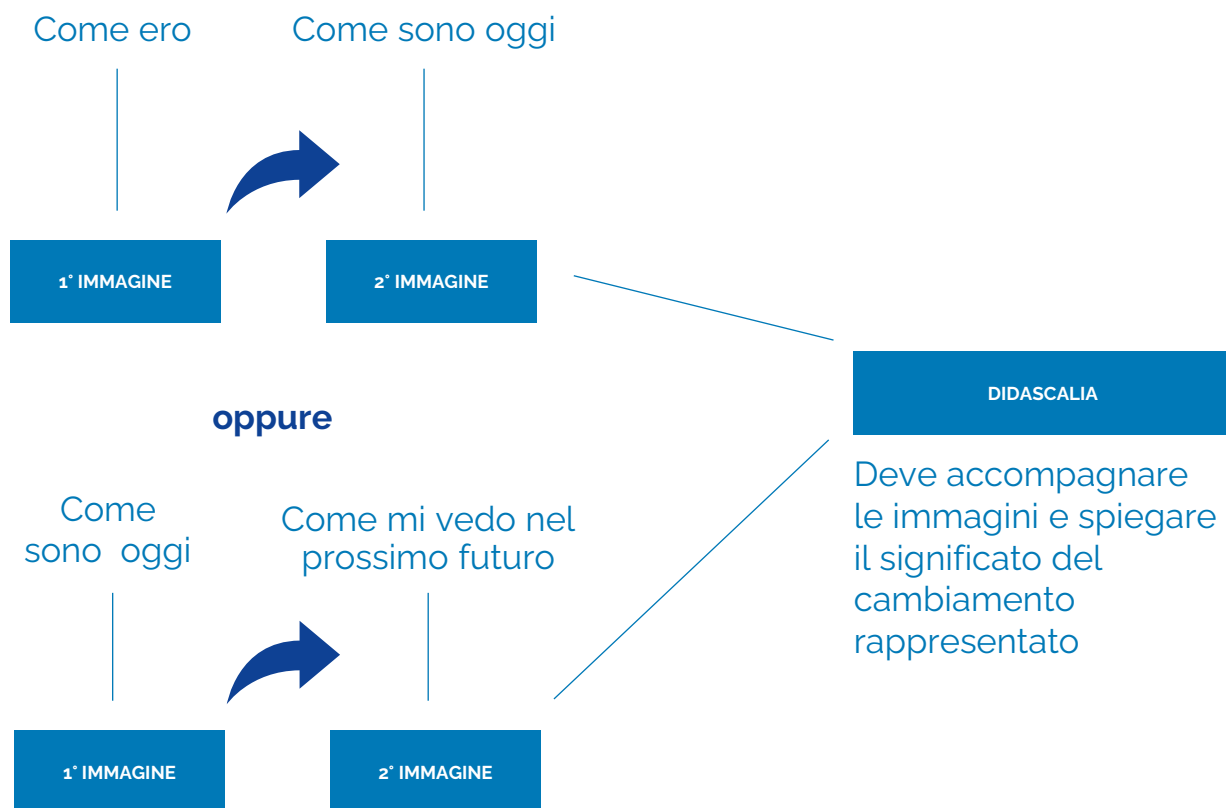 Come ero
Come sono oggi
1° IMMAGINE
2° IMMAGINE
oppure
Come
sono oggi
Come mi vedo nel
prossimo futuro
1° IMMAGINE
2° IMMAGINE
DIDASCALIA
Deve accompagnare
le immagini e spiegare
il significato del
cambiamento
rappresentato